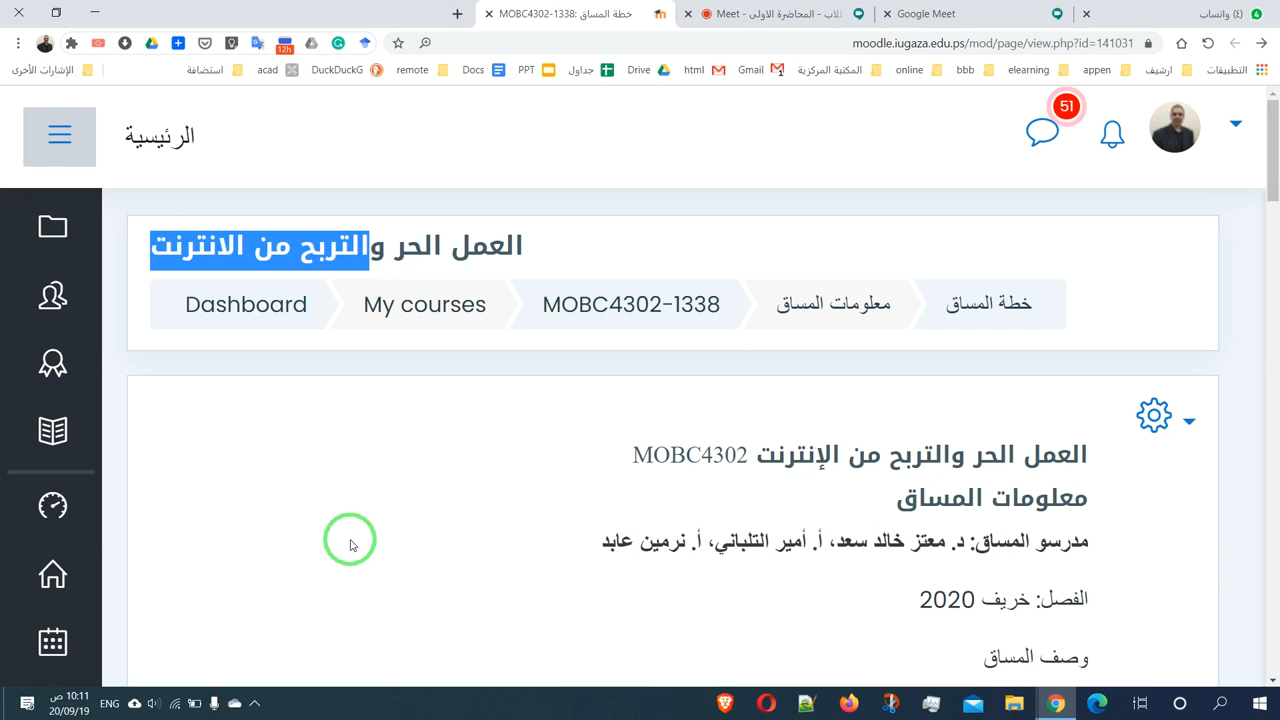 خطة المساق :MOBC4302-1338
Meet - المحاضرة الاولى - طلاب
Google Meet
(٤) واتساب
moodle.iugaza.edu.ps/mod/page/view.php?id=141031
12h
التطبيقات
ارشيف
appen
elearning
bbb
online
المكتبة المركزية
Gmail
html
Drive
جداول
PPT
Docs
remote
DuckDuckG
acad
استضافة
الإشارات الأخرى
الرئيسية
51
العمل الحر والتربح من الانترنت
Dashboard
My courses
MOBC4302-1338
معلومات المساق
خطة المساق
العمل الحر والتربح من الإنترنت MOBC4302
معلومات المساق
مدرسو المساق: د. معتز خالد سعد، أ. أمير التلباني، أ. نرمين عابد
الفصل: خريف 2020
وصف المساق
10:11 ص
20/09/19
ENG